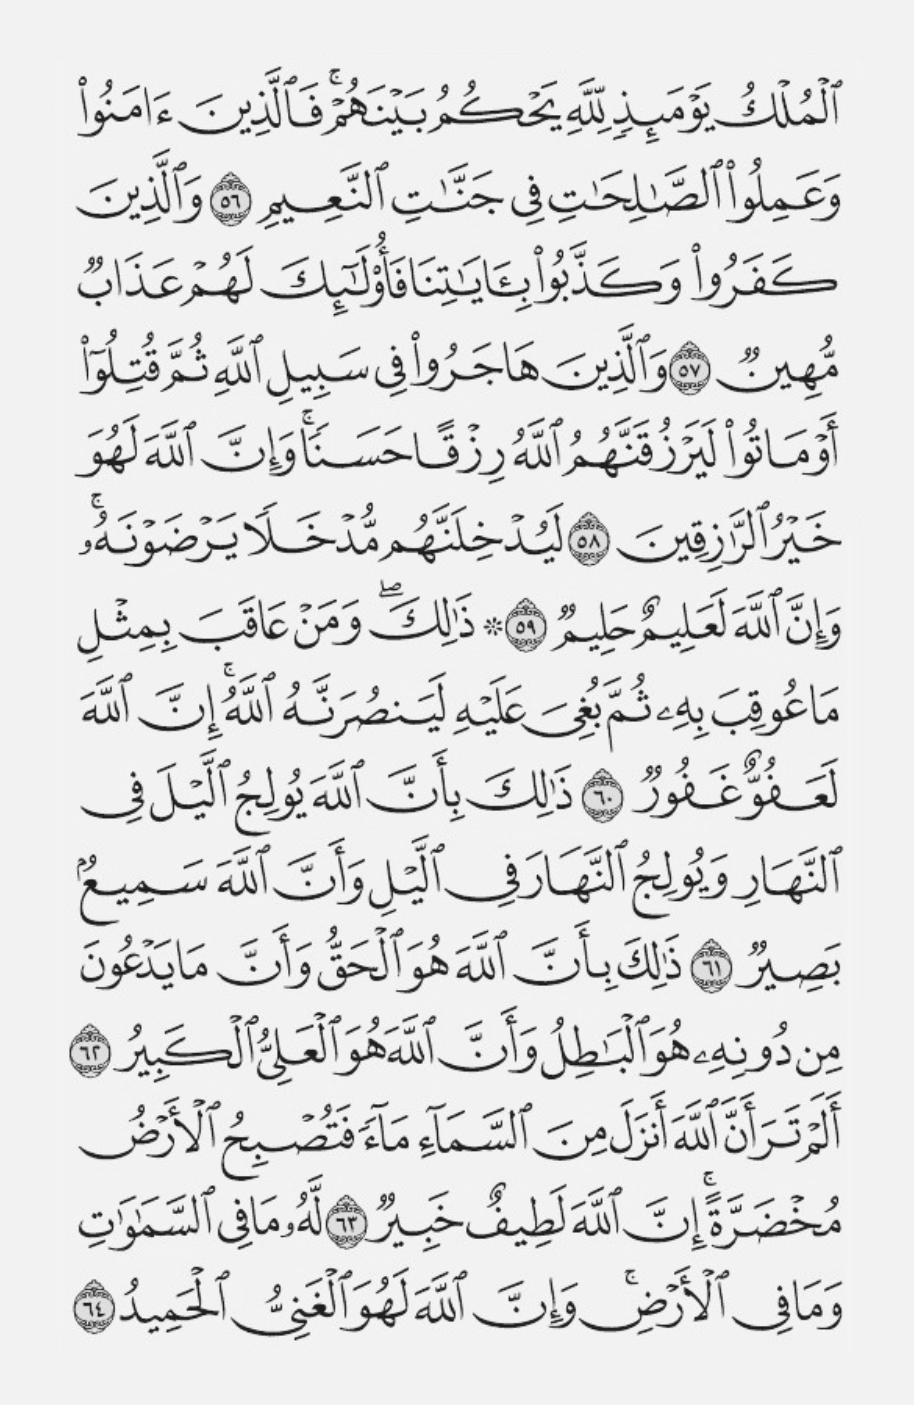 ٱلْمُلْكُ يَوْمَئِذٍ لِّلَّهِ يَحْكُمُ بَيْنَهُمْ ۚ فَٱلَّذِينَ ءَامَنُوا۟
وَعَمِلُوا۟ ٱلصَّـٰلِحَـٰتِ فِى جَنَّـٰتِ ٱلنَّعِيمِ ٥٦ وَٱلَّذِينَ
كَفَرُوا۟ وَكَذَّبُوا۟ بِـَٔايَـٰتِنَا فَأُو۟لَـٰٓئِكَ لَهُمْ عَذَابٌ
مُّهِينٌ ٥٧ وَٱلَّذِينَ هَاجَرُوا۟ فِى سَبِيلِ ٱللَّهِ ثُمَّ قُتِلُوٓا۟
أَوْ مَاتُوا۟ لَيَرْزُقَنَّهُمُ ٱللَّهُ رِزْقًا حَسَنًا ۚ وَإِنَّ ٱللَّهَ لَهُوَ
خَيْرُ ٱلرَّٰزِقِينَ ٥٨ لَيُدْخِلَنَّهُم مُّدْخَلًا يَرْضَوْنَهُۥ ۗ
وَإِنَّ ٱللَّهَ لَعَلِيمٌ حَلِيمٌ ٥٩ * ذَٰلِكَ ۖ وَمَنْ عَاقَبَ بِمِثْلِ
مَا عُوقِبَ بِهِۦ ثُمَّ بُغِىَ عَلَيْهِ لَيَنصُرَنَّهُ ٱللَّهُ ۚ إِنَّ ٱللَّهَ
لَعَفُوٌّ غَفُورٌ ٦٠ ذَٰلِكَ بِأَنَّ ٱللَّهَ يُولِجُ ٱلَّيْلَ فِى
ٱلنَّهَارِ وَيُولِجُ ٱلنَّهَارَ فِى ٱلَّيْلِ وَأَنَّ ٱللَّهَ سَمِيعٌۢ
بَصِيرٌ ٦١ ذَٰلِكَ بِأَنَّ ٱللَّهَ هُوَ ٱلْحَقُّ وَأَنَّ مَا يَدْعُونَ
مِن دُونِهِۦ هُوَ ٱلْبَـٰطِلُ وَأَنَّ ٱللَّهَ هُوَ ٱلْعَلِىُّ ٱلْكَبِيرُ ٦٢
أَلَمْ تَرَ أَنَّ ٱللَّهَ أَنزَلَ مِنَ ٱلسَّمَآءِ مَآءً فَتُصْبِحُ ٱلْأَرْضُ
مُخْضَرَّةً ۗ إِنَّ ٱللَّهَ لَطِيفٌ خَبِيرٌ ٦٣ لَّهُۥ مَا فِى ٱلسَّمَـٰوَٰتِ
وَمَا فِى ٱلْأَرْضِ ۚ وَإِنَّ ٱللَّهَ لَهُوَ ٱلْغَنِىُّ ٱلْحَمِيدُ ٦٤